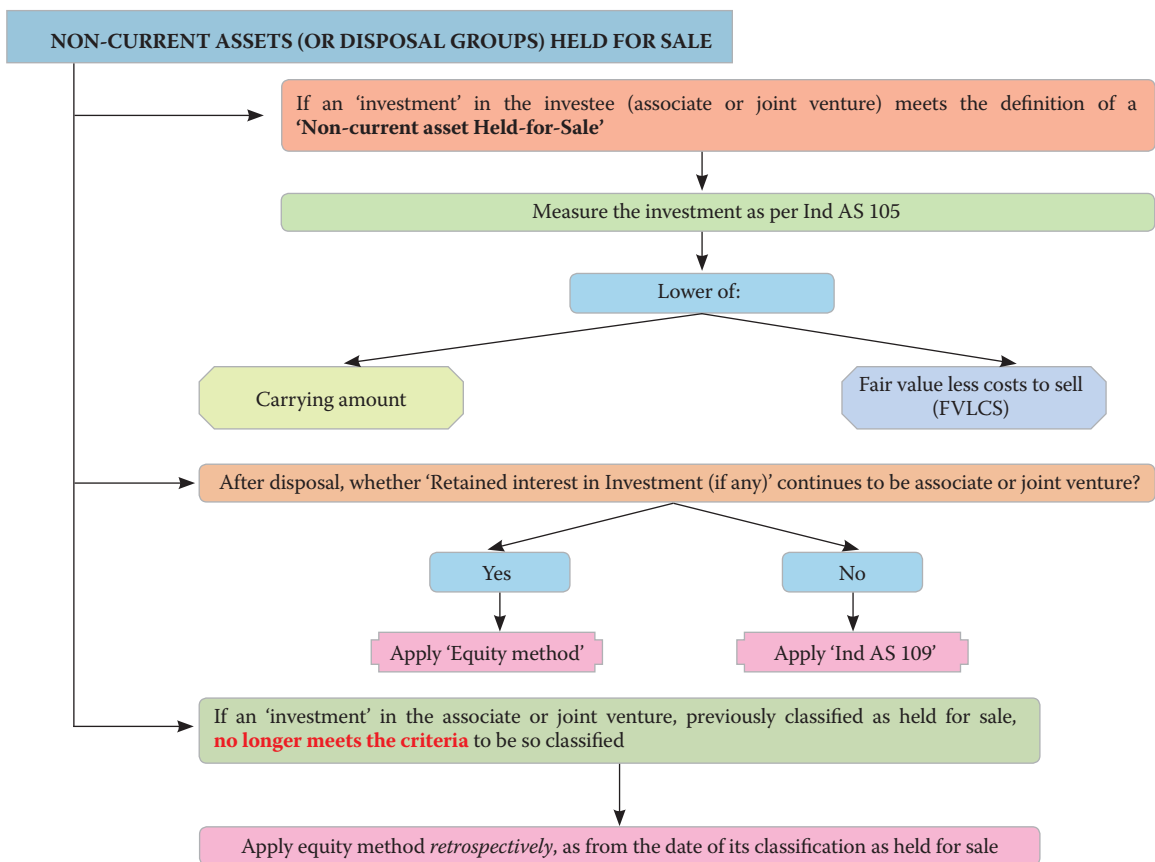 NON-CURRENT ASSETS (OR DISPOSAL GROUPS) HELD FOR SALE
If an ‘investment’ in the investee (associate or joint venture) meets the definition of a
‘Non-current asset Held-for-Sale’
Measure the investment as per Ind AS 105
Lower of:
Carrying amount
Fair value less costs to sell
(FVLCS)
After disposal, whether ‘Retained interest in Investment (if any)’ continues to be associate or joint venture?
Yes
No
Apply ‘Equity method’
Apply ‘Ind AS 109’
If an ‘investment’ in the associate or joint venture, previously classified as held for sale,
no longer meets the criteria to be so classified
Apply equity method retrospectively, as from the date of its classification as held for sale